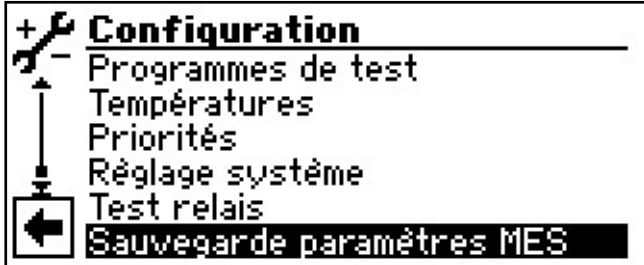 Configuration
Programmes de test
Températures
Priorités
Réglage système
Test relais
Sauvegarde paramètres MES